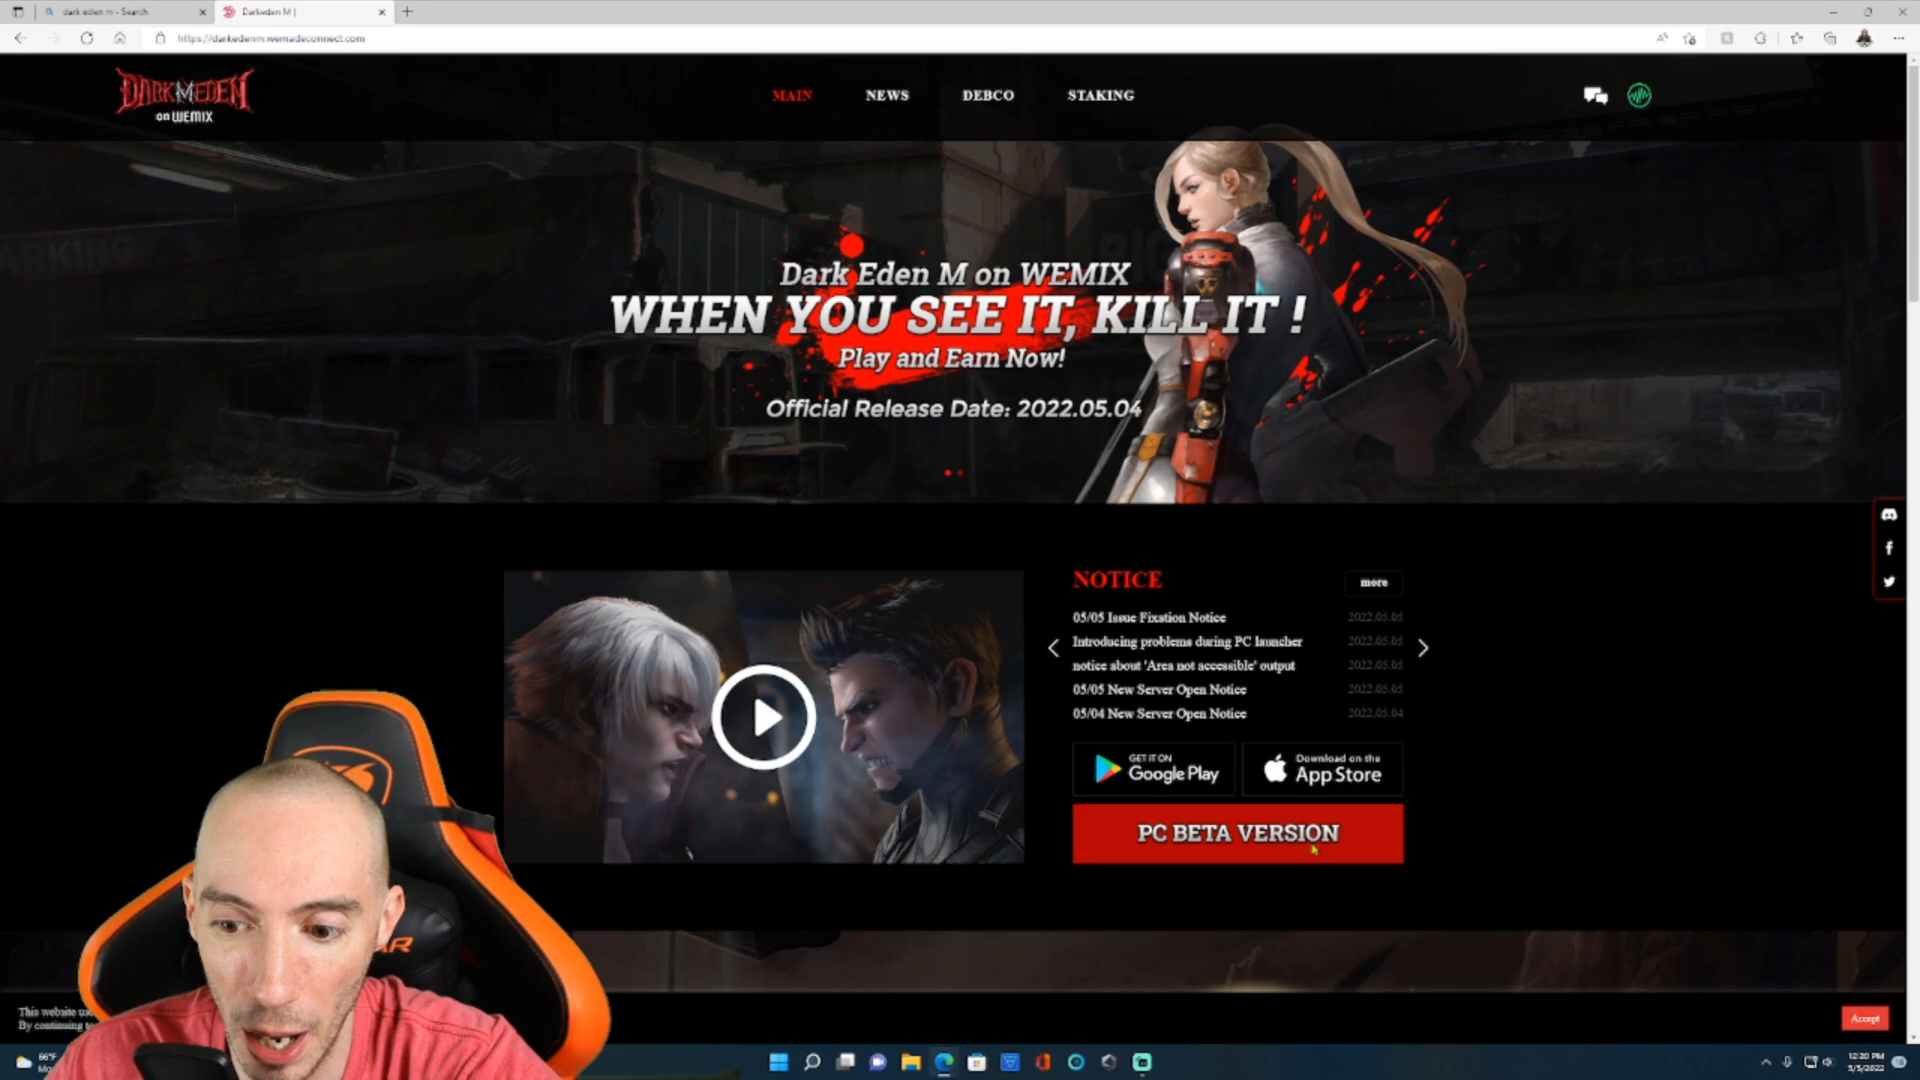 dark eden m - Search
Darkeden M |
https://darkedenm.wemadeconnect.com
DARK M EDEN
on WEMIX
MAIN
NEWS
DEBCO
STAKING
ARKING
Dark Eden M on WEMIX
WHEN YOU SEE IT, KILL IT !
Play and Earn Now!
Official Release Date: 2022.05.04
NOTICE
more
05/05 Issue Fixation Notice 2022.05.05
Introducing problems during PC launcher 2022.05.05
notice about 'Area not accessible' output 2022.05.05
05/05 New Server Open Notice 2022.05.05
05/04 New Server Open Notice 2022.05.04
GET IT ON
Google Play
Download on the
App Store
PC BETA VERSION
AR
This website us
By continuing to
Accept
66°F
Mo
12:20 PM
5/5/2022